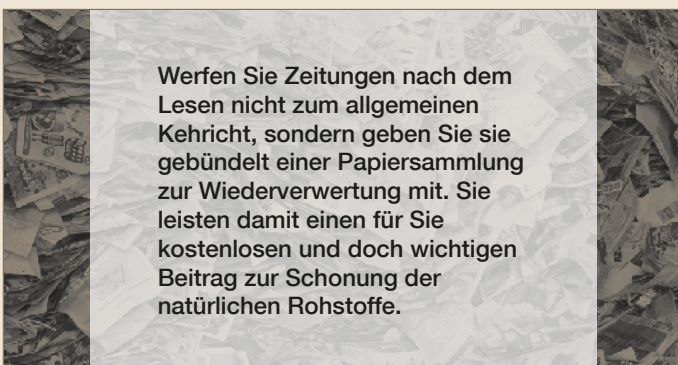 Werfen Sie Zeitungen nach dem
Lesen nicht zum allgemeinen
Kehricht, sondern geben Sie sie
gebündelt einer Papiersammlung
zur Wiederverwertung mit. Sie
leisten damit einen für Sie
kostenlosen und doch wichtigen
Beitrag zur Schonung der
natürlichen Rohstoffe.